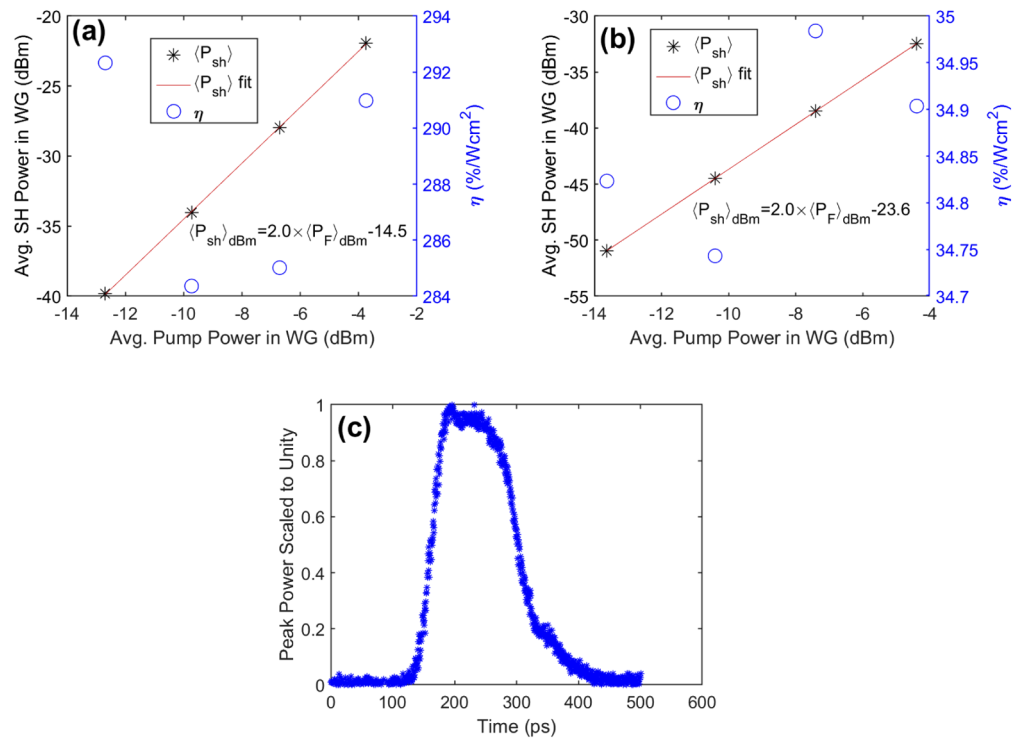 (a)
-20
-25
-30
-35
-40
Avg. SH Power in WG (dBm)
⟨P_sh⟩
⟨P_sh⟩ fit
η
⟨P_sh⟩_dBm=2.0×⟨P_F⟩_dBm-14.5
294
292
290
288
286
284
η (%/Wcm²)
-14 -12 -10 -8 -6 -4 -2
Avg. Pump Power in WG (dBm)
(b)
-30
-35
-40
-45
-50
-55
Avg. SH Power in WG (dBm)
⟨P_sh⟩
⟨P_sh⟩ fit
η
⟨P_sh⟩_dBm=2.0×⟨P_F⟩_dBm-23.6
35
34.95
34.9
34.85
34.8
34.75
34.7
η (%/Wcm²)
-14 -12 -10 -8 -6 -4
Avg. Pump Power in WG (dBm)
(c)
1
0.8
0.6
0.4
0.2
0
Peak Power Scaled to Unity
0 100 200 300 400 500 600
Time (ps)